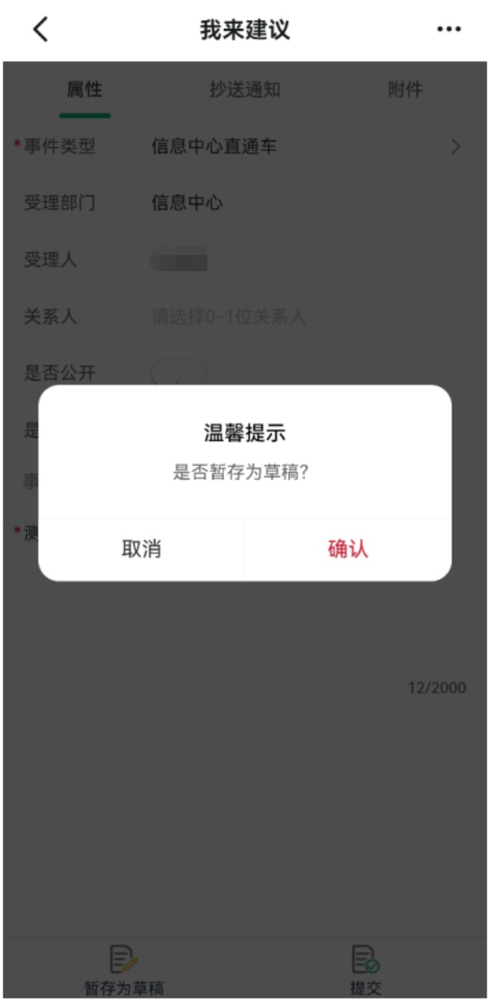 我来建议
属性 抄送通知 附件
*事件类型 信息中心直通车
受理部门 信息中心
受理人
关系人 请选择0-1位关系人
是否公开
是
温馨提示
事
是否暂存为草稿?
*测
取消 确认
12/2000
暂存为草稿 提交